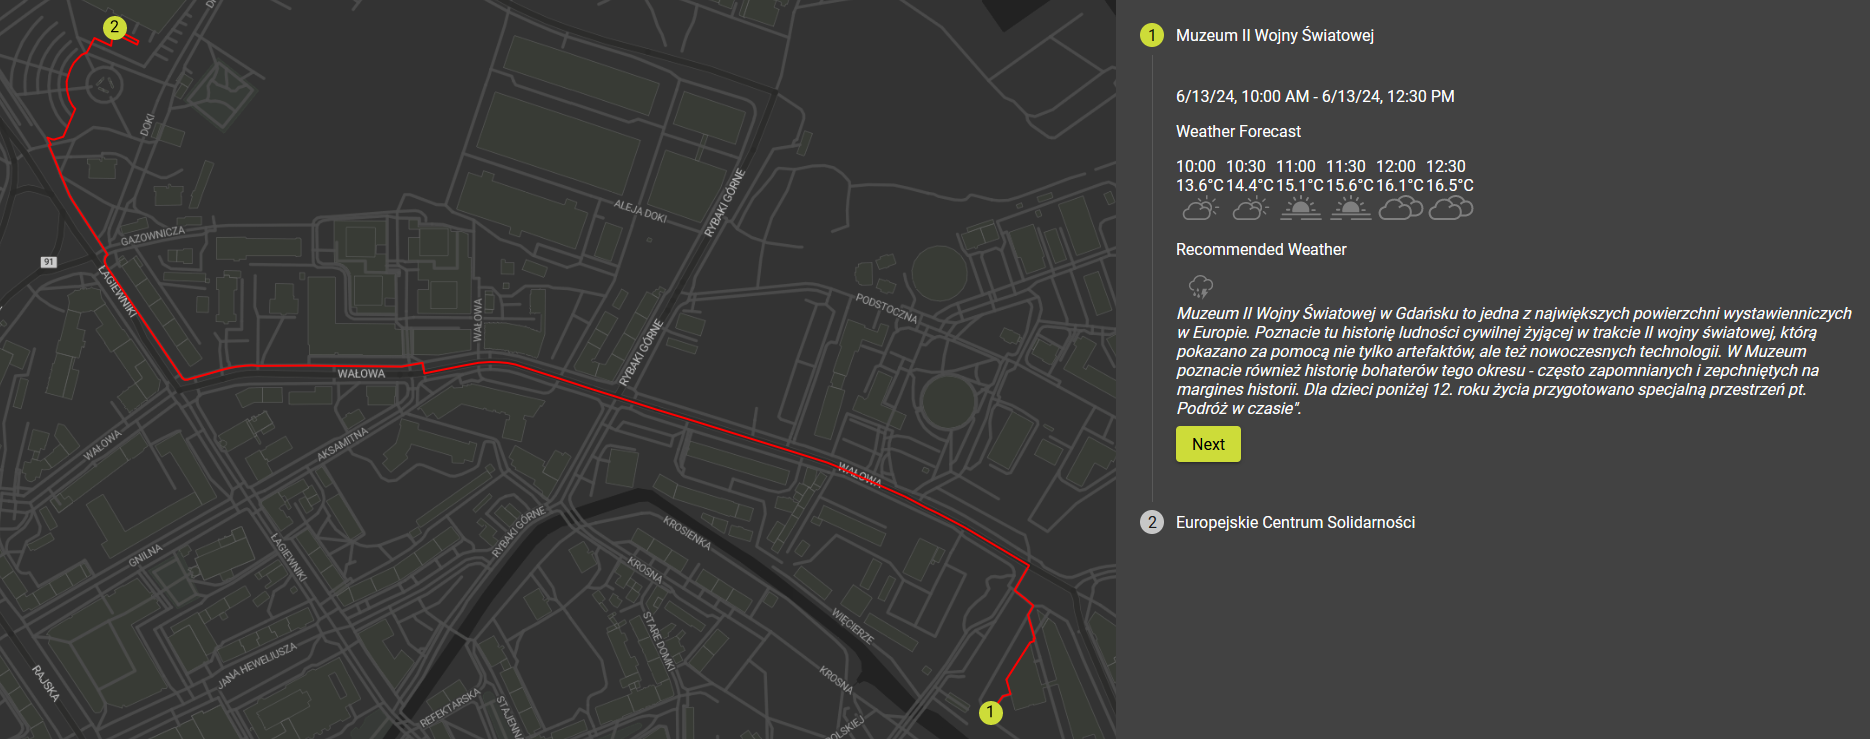 2
DOKI
GAZOWNICZA
91
ŁAGIEWNIKI
ALEJA DOKI
RYBAKI GÓRNE
PODSTOCZNA
WAŁOWA
RYBAKI GÓRNE
WAŁOWA
WAŁOWA
AKSAMITNA
WAŁOWA
RYBAKI GÓRNE
KROSIENKA
GNILNA
ŁAGIEWNIKI
KROSNA
WIĘCIERZE
STARE DOMKI
JANA HEWELIUSZA
RAJSKA
KROSNA
REFEKTARSKA
STAJENNA
OLSKIEJ
1
1 Muzeum II Wojny Światowej
6/13/24, 10:00 AM - 6/13/24, 12:30 PM
Weather Forecast
10:00 10:30 11:00 11:30 12:00 12:30
13.6°C 14.4°C 15.1°C 15.6°C 16.1°C 16.5°C
Recommended Weather
Muzeum II Wojny Światowej w Gdańsku to jedna z największych powierzchni wystawienniczych
w Europie. Poznacie tu historię ludności cywilnej żyjącej w trakcie II wojny światowej, którą
pokazano za pomocą nie tylko artefaktów, ale też nowoczesnych technologii. W Muzeum
poznacie również historię bohaterów tego okresu - często zapomnianych i zepchniętych na
margines historii. Dla dzieci poniżej 12. roku życia przygotowano specjalną przestrzeń pt.
Podróż w czasie".
Next
2 Europejskie Centrum Solidarności